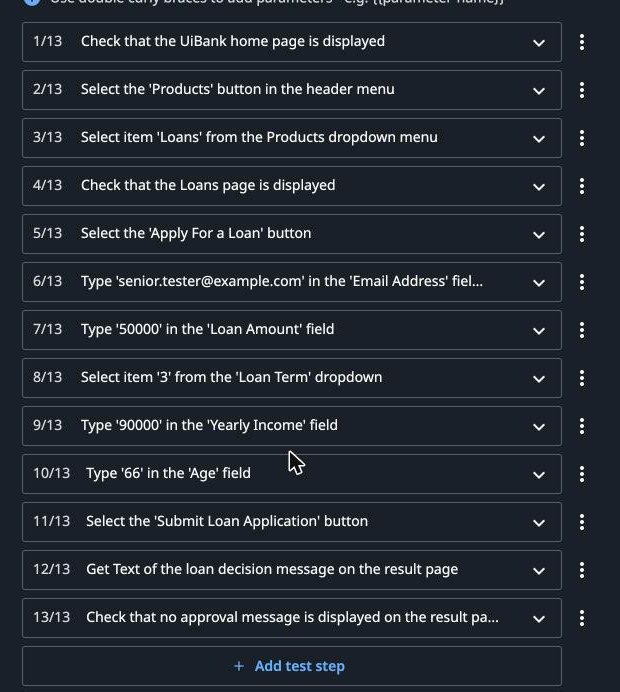 Use double curly braces to add parameters e.g. {{parameter name}}
1/13 Check that the UiBank home page is displayed
2/13 Select the 'Products' button in the header menu
3/13 Select item 'Loans' from the Products dropdown menu
4/13 Check that the Loans page is displayed
5/13 Select the 'Apply For a Loan' button
6/13 Type 'senior.tester@example.com' in the 'Email Address' fiel...
7/13 Type '50000' in the 'Loan Amount' field
8/13 Select item '3' from the 'Loan Term' dropdown
9/13 Type '90000' in the 'Yearly Income' field
10/13 Type '66' in the 'Age' field
11/13 Select the 'Submit Loan Application' button
12/13 Get Text of the loan decision message on the result page
13/13 Check that no approval message is displayed on the result pa...
+ Add test step